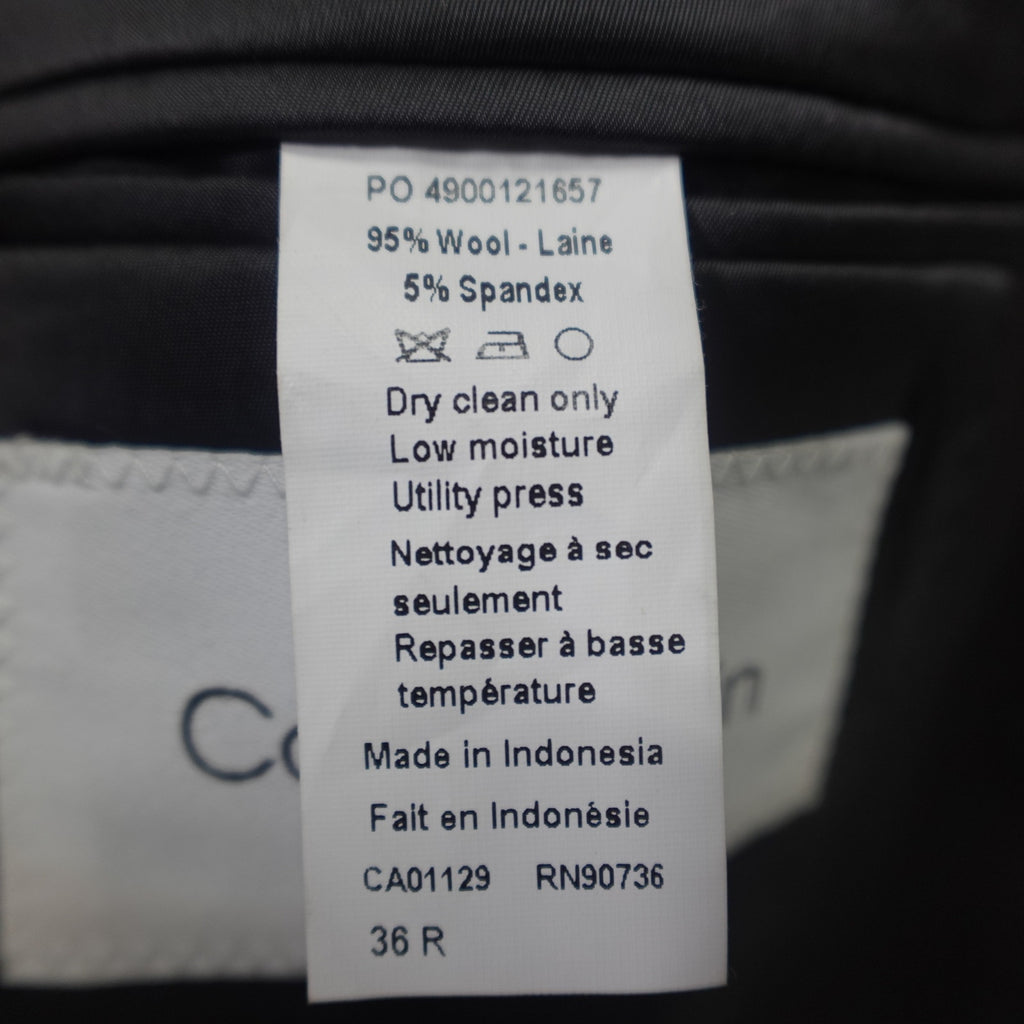 PO 4900121657
95% Wool - Laine
5% Spandex
Dry clean only
Low moisture
Utility press
Nettoyage à sec
seulement
Repasser à basse
température
Made in Indonesia
Fait en Indonésie
CA01129 RN90736
36 R